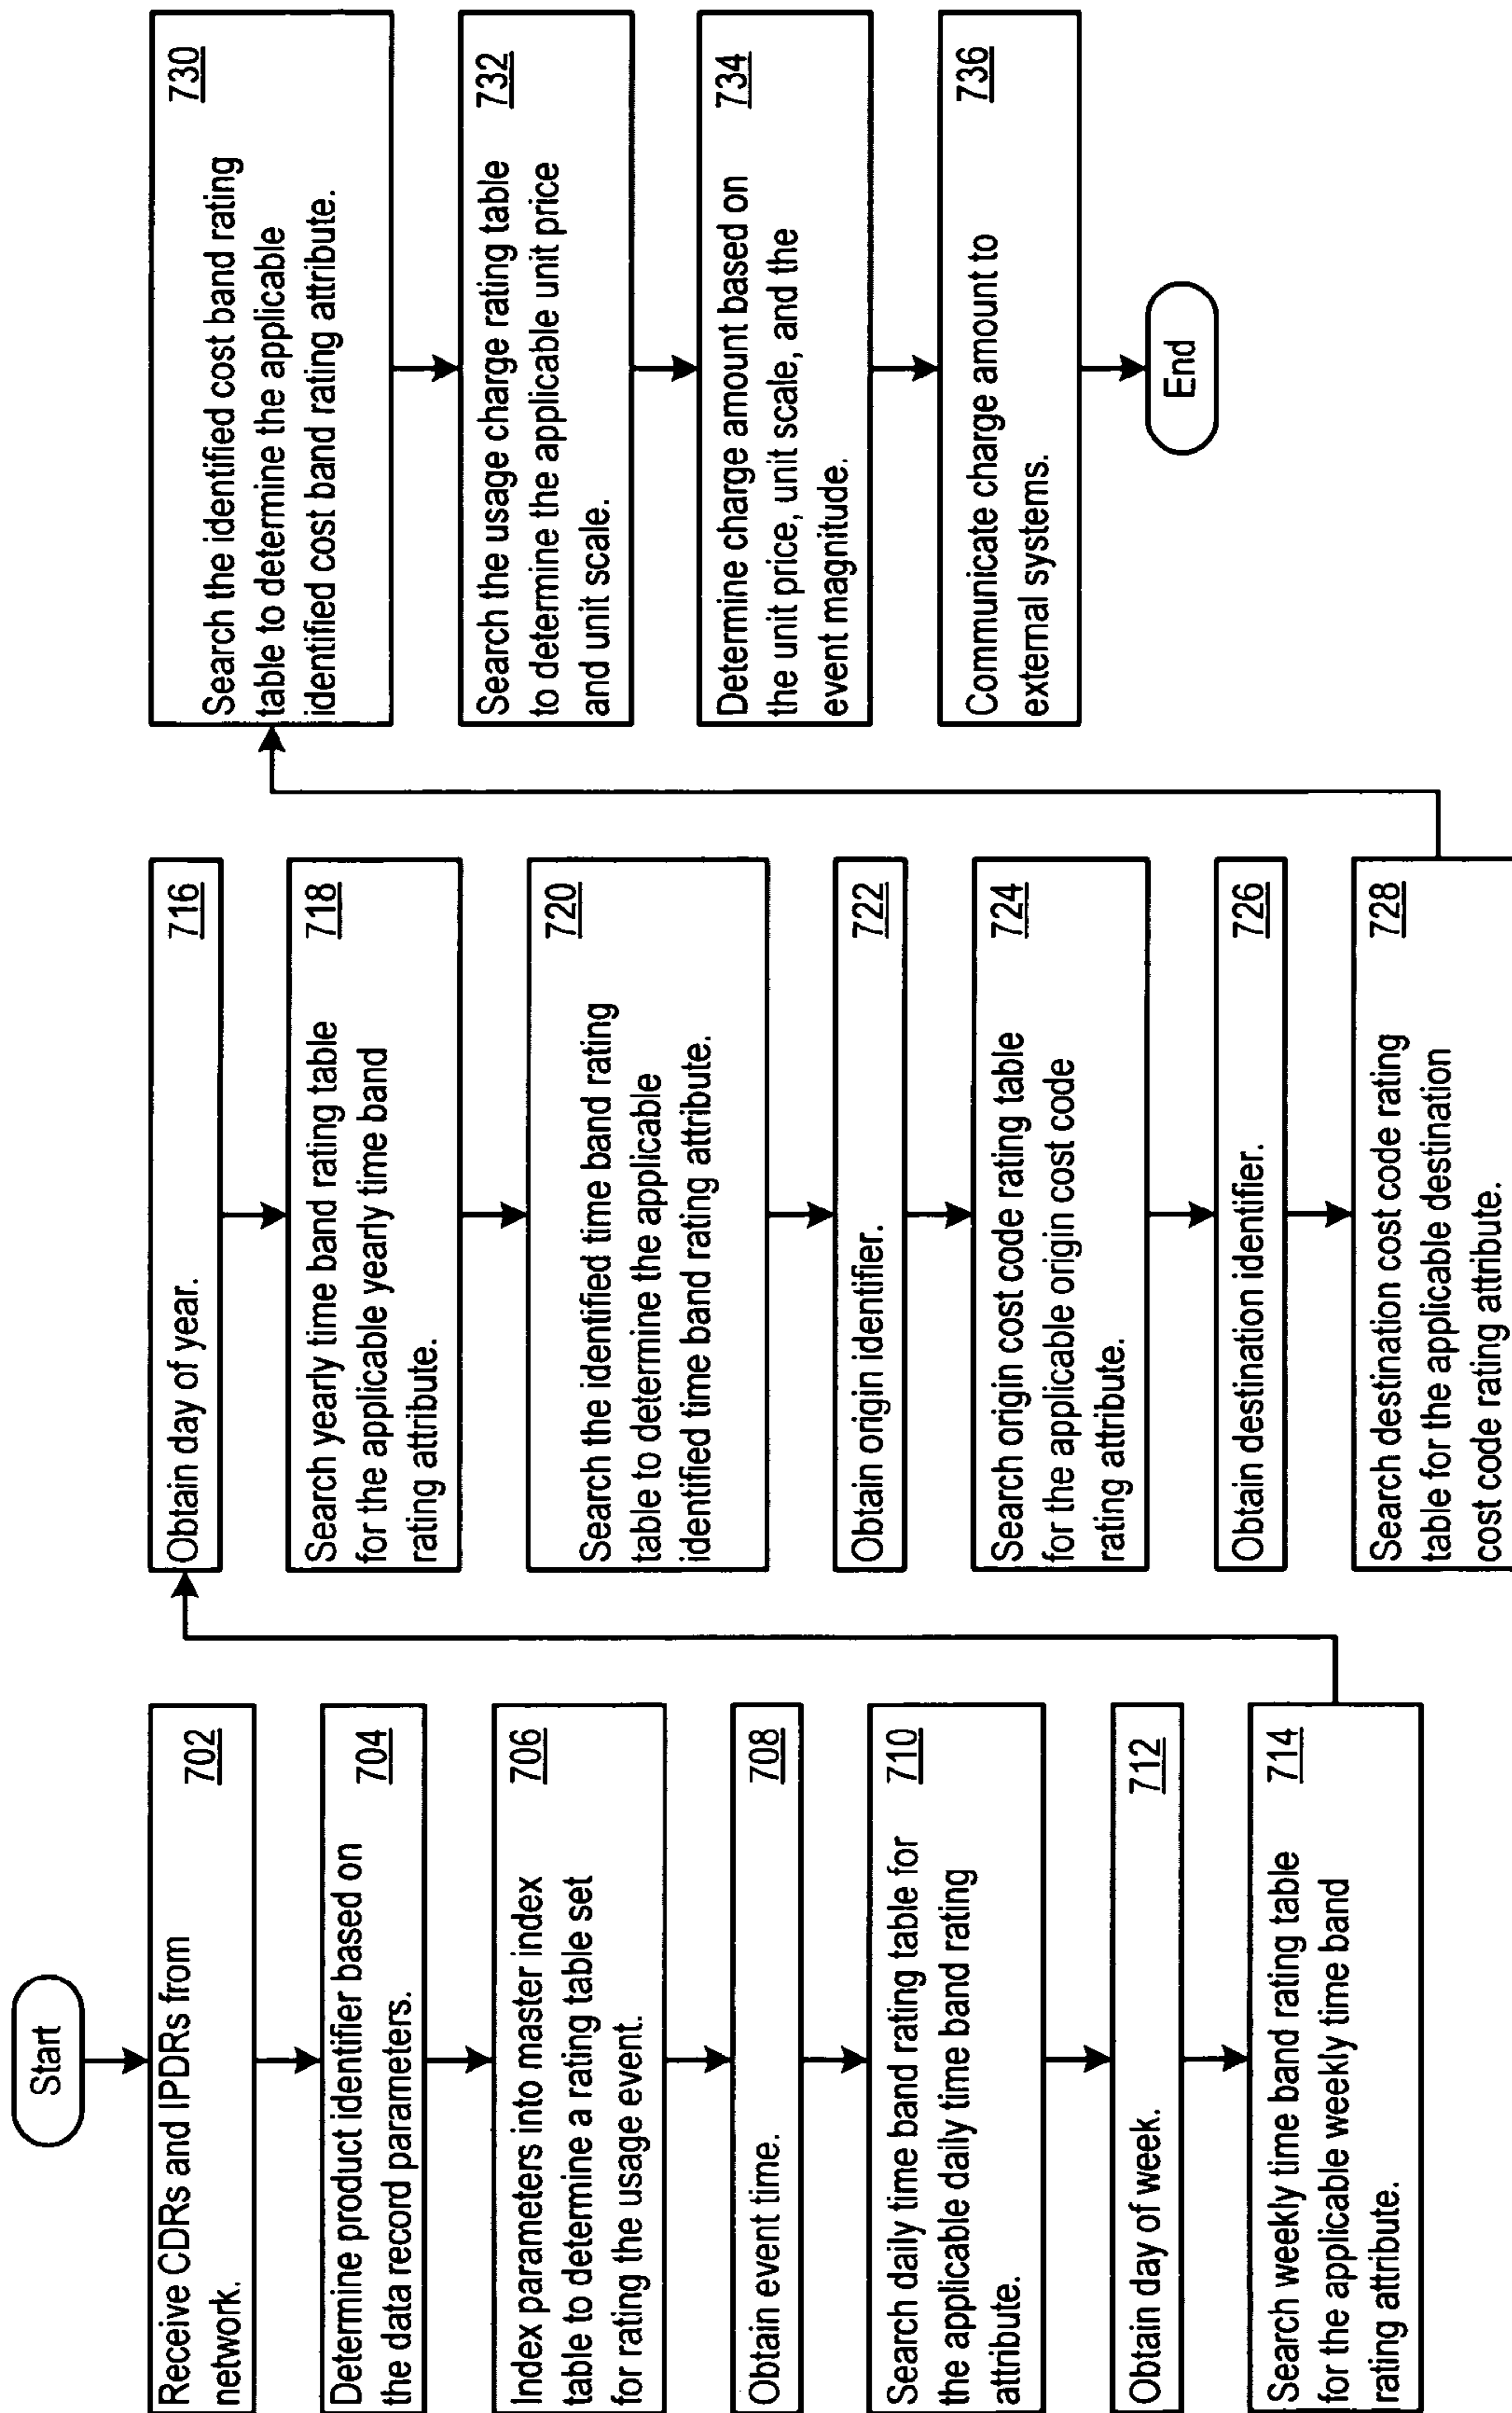 Start
Receive CDRs and IPDRs from
network.
702
Determine product identifier based on
the data record parameters.
704
Index parameters into master index
table to determine a rating table set
for rating the usage event.
706
Obtain event time.
708
Search daily time band rating table for
the applicable daily time band rating
attribute.
710
Obtain day of week.
712
Search weekly time band rating table
for the applicable weekly time band
rating attribute.
714
Obtain day of year.
716
Search yearly time band rating table
for the applicable yearly time band
rating attribute.
718
Search the identified time band rating
table to determine the applicable
identified time band rating attribute.
720
Obtain origin identifier.
722
Search origin cost code rating table
for the applicable origin cost code
rating attribute.
724
Obtain destination identifier.
726
Search destination cost code rating
table for the applicable destination
cost code rating attribute.
728
Search the identified cost band rating
table to determine the applicable
identified cost band rating attribute.
730
Search the usage charge rating table
to determine the applicable unit price
and unit scale.
732
Determine charge amount based on
the unit price, unit scale, and the
event magnitude.
734
Communicate charge amount to
external systems.
736
End